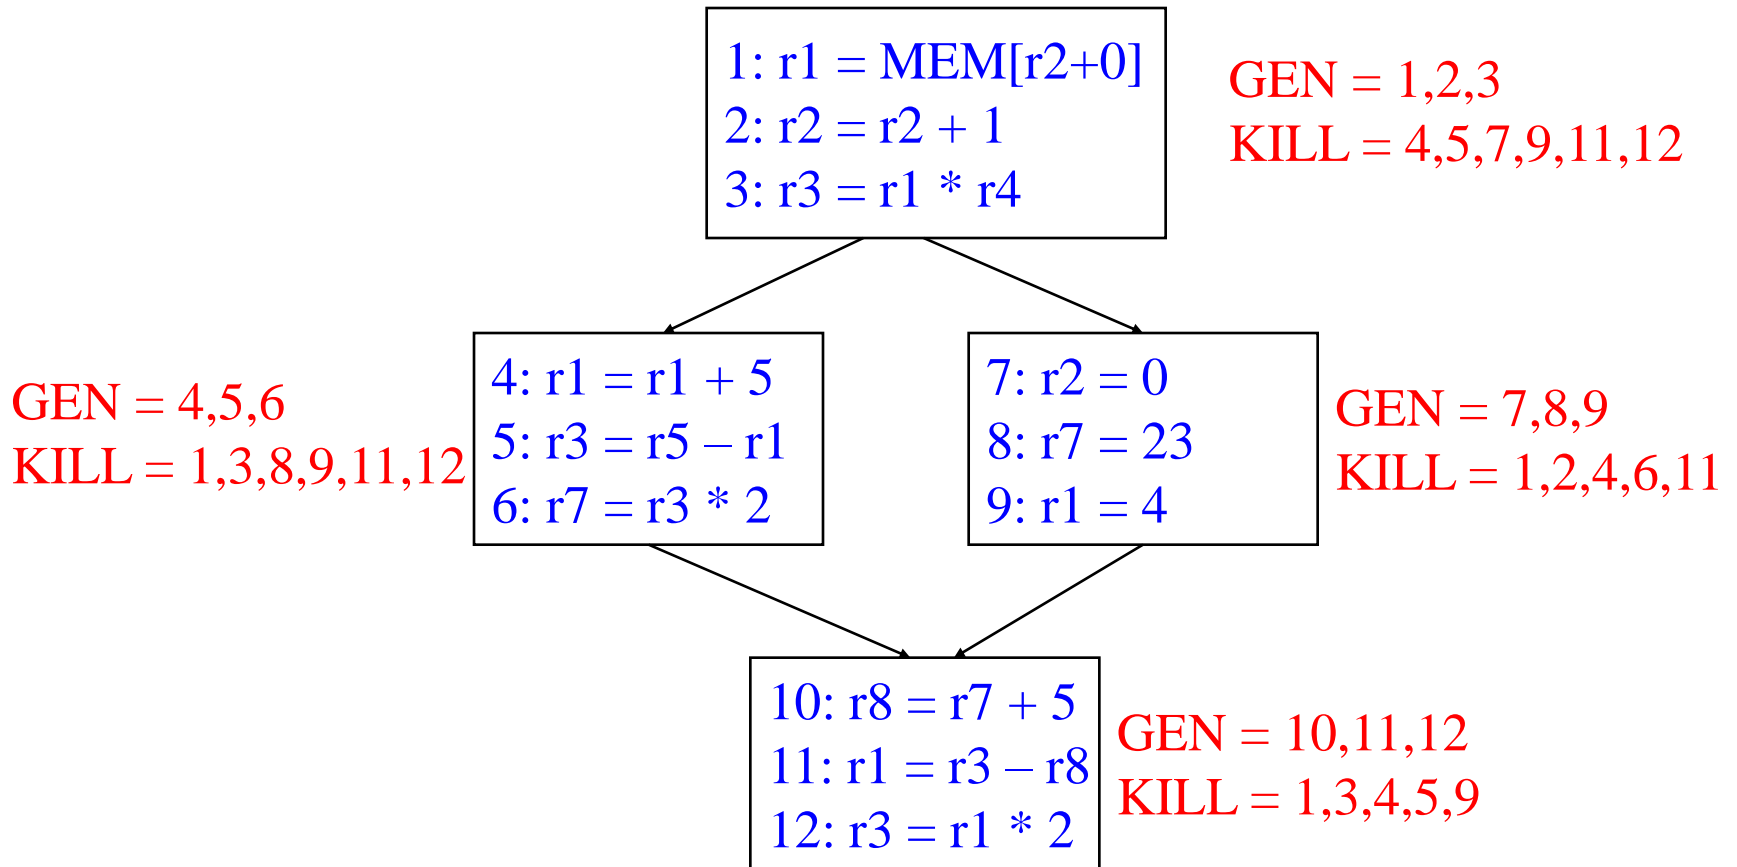 1: r1 = MEM[r2+0]
2: r2 = r2 + 1
3: r3 = r1 * r4
GEN = 1,2,3
KILL = 4,5,7,9,11,12
GEN = 4,5,6
KILL = 1,3,8,9,11,12
4: r1 = r1 + 5
5: r3 = r5 – r1
6: r7 = r3 * 2
7: r2 = 0
8: r7 = 23
9: r1 = 4
GEN = 7,8,9
KILL = 1,2,4,6,11
10: r8 = r7 + 5
11: r1 = r3 – r8
12: r3 = r1 * 2
GEN = 10,11,12
KILL = 1,3,4,5,9